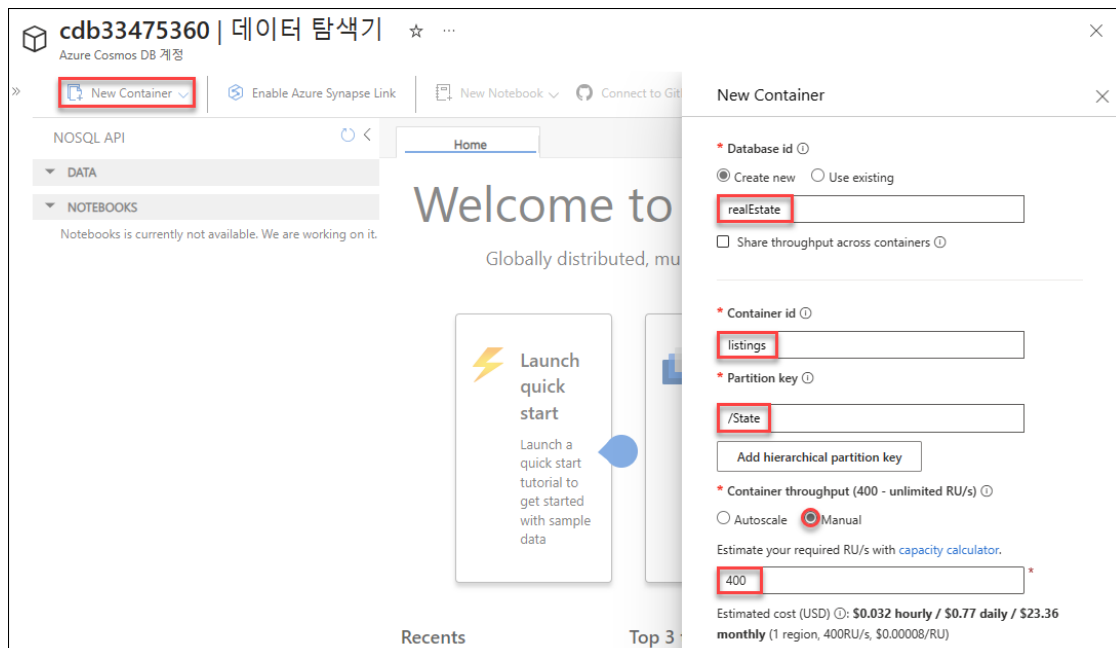 cdb33475360 | 데이터 탐색기
Azure Cosmos DB 계정
New Container
Enable Azure Synapse Link
New Notebook
Connect to Git
NOSQL API
DATA
NOTEBOOKS
Notebooks is currently not available. We are working on it.
Home
Welcome to
Globally distributed, mu
Launch
quick
start
Launch a
quick start
tutorial to
get started
with sample
data
Recents
Top 3
New Container
* Database id
Create new
Use existing
realEstate
Share throughput across containers
* Container id
listings
* Partition key
/State
Add hierarchical partition key
* Container throughput (400 - unlimited RU/s)
Autoscale
Manual
Estimate your required RU/s with capacity calculator.
400
*
Estimated cost (USD) : $0.032 hourly / $0.77 daily / $23.36
monthly (1 region, 400RU/s, $0.00008/RU)